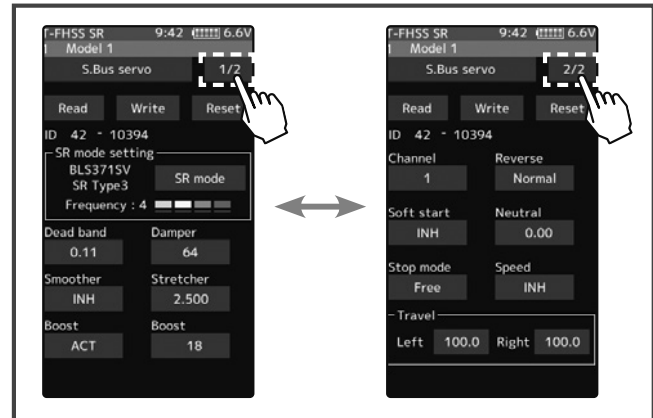 T-FHSS SR 9:42 6.6V
1 Model 1
S.Bus servo 1/2
Read Write Reset
ID 42 - 10394
SR mode setting
BLS371SV
SR Type3
SR mode
Frequency : 4
Dead band Damper
0.11 64
Smoother Stretcher
INH 2.500
Boost Boost
ACT 18
T-FHSS SR 9:42 6.6V
1 Model 1
S.Bus servo 2/2
Read Write Reset
ID 42 - 10394
Channel Reverse
1 Normal
Soft start Neutral
INH 0.00
Stop mode Speed
Free INH
Travel
Left 100.0 Right 100.0